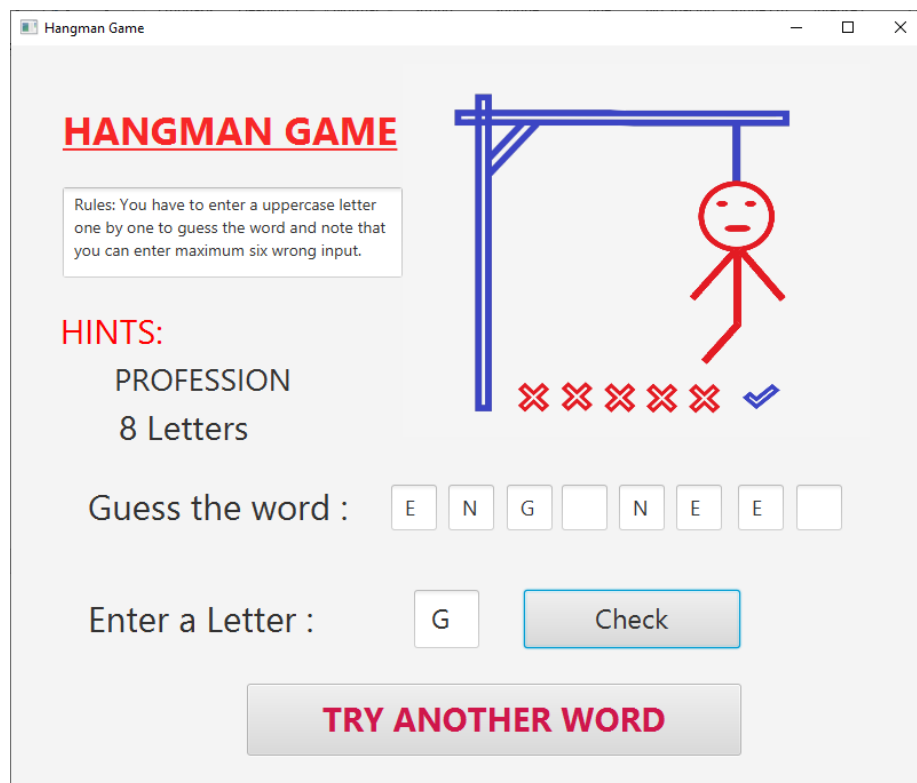 Hangman Game
HANGMAN GAME
Rules: You have to enter a uppercase letter
one by one to guess the word and note that
you can enter maximum six wrong input.
HINTS:
PROFESSION
8 Letters
Guess the word : E N G N E E
Enter a Letter : G Check
TRY ANOTHER WORD